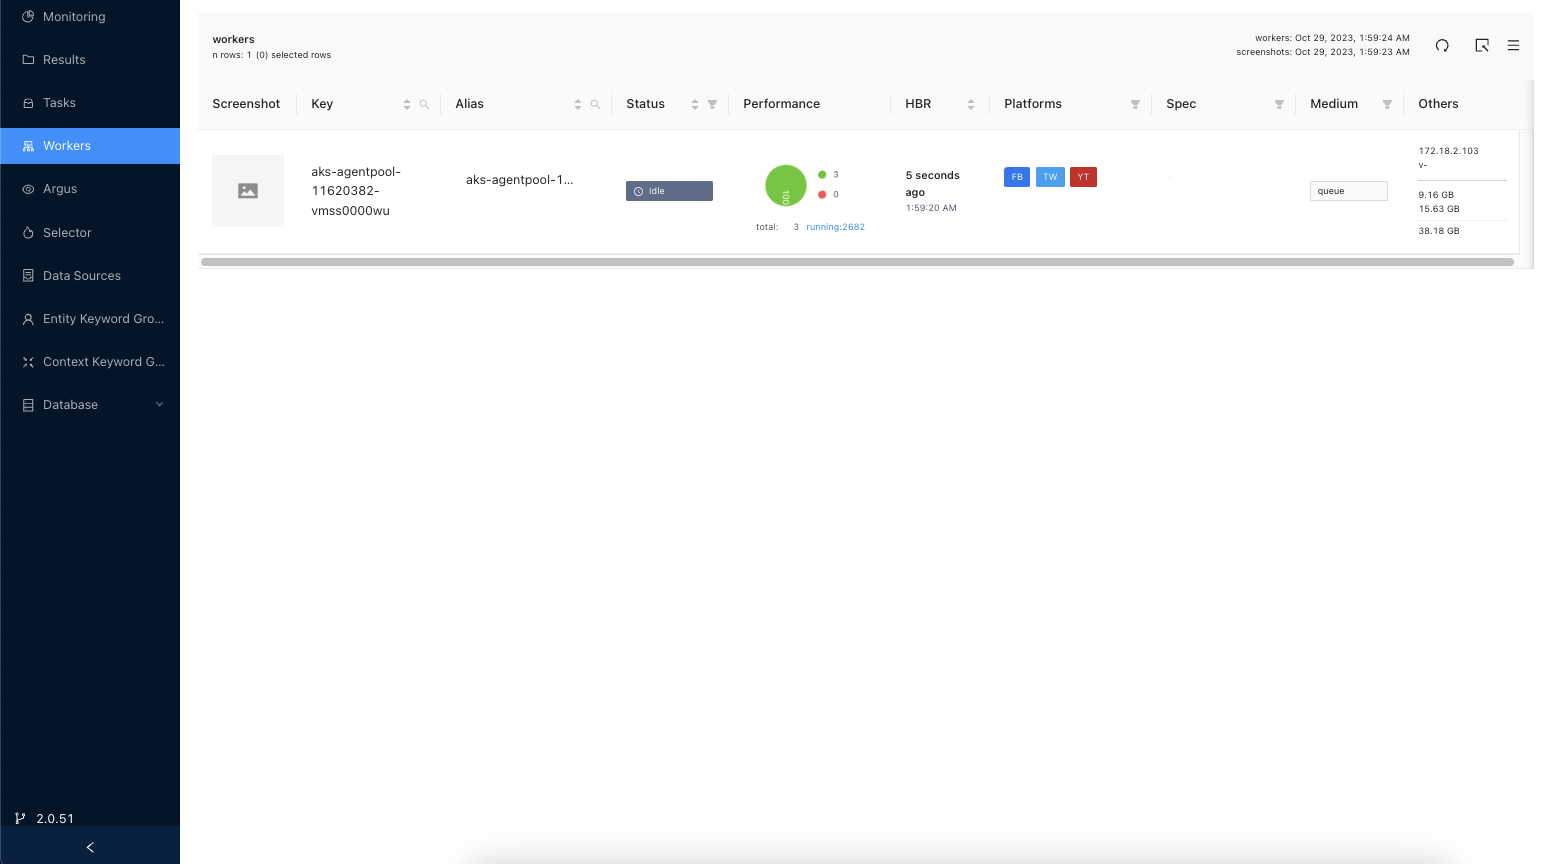 Monitoring
Results
Tasks
Workers
Argus
Selector
Data Sources
Entity Keyword Gro...
Context Keyword G...
Database
2.0.51
workers
n rows: 1 (0) selected rows
workers: Oct 29, 2023, 1:59:24 AM
screenshots: Oct 29, 2023, 1:59:23 AM
Screenshot Key Alias Status Performance HBR Platforms Spec Medium Others
aks-agentpool-
11620382-
vmss0000wu
aks-agentpool-1...
Idle
100
3
0
total: 3 running:2682
5 seconds
ago
1:59:20 AM
FB TW YT
-
queue
172.18.2.103
v-
9.16 GB
15.63 GB
38.18 GB